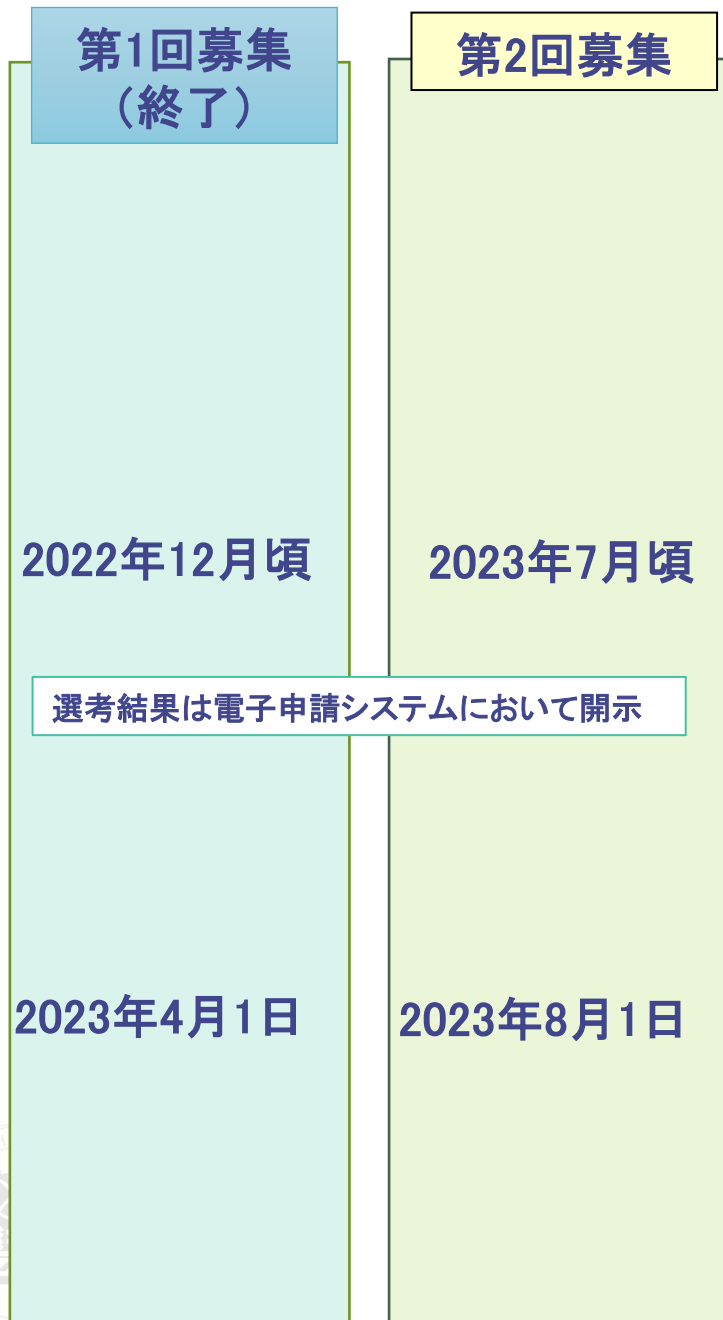 第1回募集
（終了）
第2回募集
2022年12月頃
2023年7月頃
選考結果は電子申請システムにおいて開示
2023年4月1日
2023年8月1日